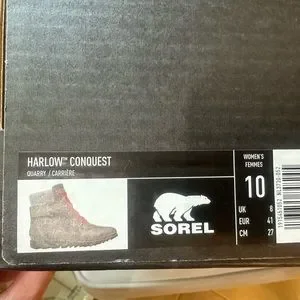 HARLOW™ CONQUEST
QUARRY / CARRIÈRE
SOREL
WOMEN'S
FEMMES
10
UK 8
EUR 41
CM 27